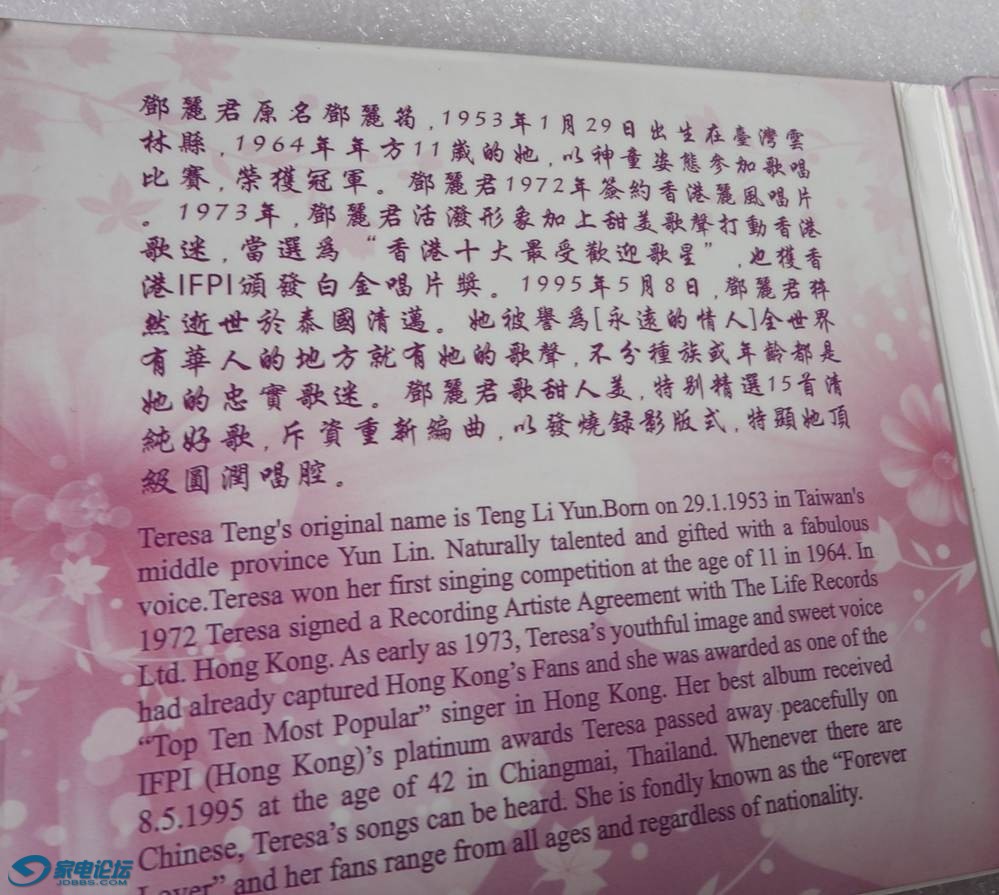 鄧麗君原名鄧麗筠,1953年1月29日出生在臺灣雲
林縣,1964年年方11歲的她,以神童姿態參加歌唱
比賽,榮獲冠軍。鄧麗君1972年簽約香港麗風唱片
。1973年,鄧麗君活潑形象加上甜美歌聲打動香港
歌迷,當選為“香港十大最受歡迎歌星”,也獲香
港IFPI頒發白金唱片獎。1995年5月8日,鄧麗君猝
然逝世於泰國清邁。她被譽為[永遠的情人]全世界
有華人的地方就有她的歌聲,不分種族或年齡都是
她的忠實歌迷。鄧麗君歌甜人美,特别精選15首清
純好歌,斥資重新編曲,以發燒録影版式,特顯她頂
級圓潤唱腔。
Teresa Teng's original name is Teng Li Yun.Born on 29.1.1953 in Taiwan's
middle province Yun Lin. Naturally talented and gifted with a fabulous
voice.Teresa won her first singing competition at the age of 11 in 1964. In
1972 Teresa signed a Recording Artiste Agreement with The Life Records
Ltd. Hong Kong. As early as 1973, Teresa’s youthful image and sweet voice
had already captured Hong Kong’s Fans and she was awarded as one of the
“Top Ten Most Popular” singer in Hong Kong. Her best album received
IFPI (Hong Kong)’s platinum awards Teresa passed away peacefully on
8.5.1995 at the age of 42 in Chiangmai, Thailand. Whenever there are
Chinese, Teresa’s songs can be heard. She is fondly known as the “Forever
Lover” and her fans range from all ages and regardless of nationality.
家电论坛
JDBBS.COM